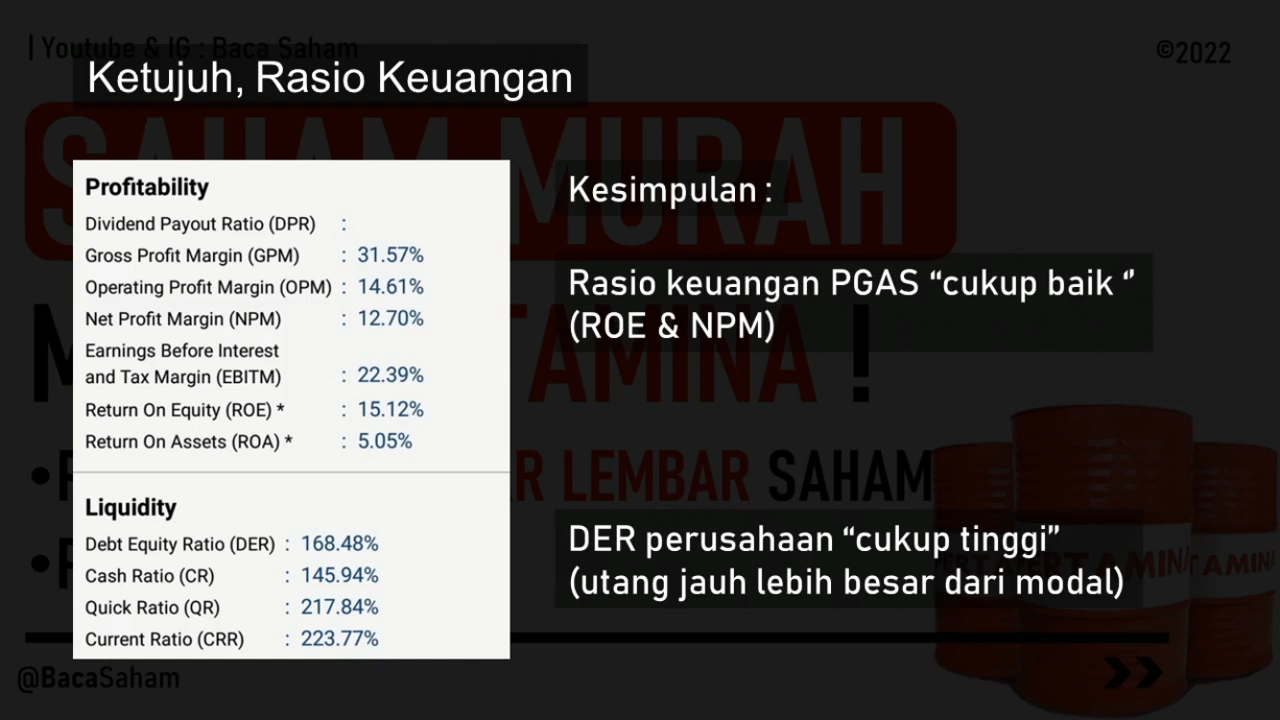 | Youtube & IG : Baca Saham
©2022
Ketujuh, Rasio Keuangan
SAHAM MURAH
Profitability
Dividend Payout Ratio (DPR) :
Gross Profit Margin (GPM) : 31.57%
Operating Profit Margin (OPM) : 14.61%
Net Profit Margin (NPM) : 12.70%
Earnings Before Interest
and Tax Margin (EBITM) : 22.39%
Return On Equity (ROE) * : 15.12%
Return On Assets (ROA) * : 5.05%
Liquidity
Debt Equity Ratio (DER) : 168.48%
Cash Ratio (CR) : 145.94%
Quick Ratio (QR) : 217.84%
Current Ratio (CRR) : 223.77%
Kesimpulan :
Rasio keuangan PGAS “cukup baik “
(ROE & NPM)
!
LEMBAR SAHAM
DER perusahaan “cukup tinggi”
(utang jauh lebih besar dari modal)
@BacaSaham